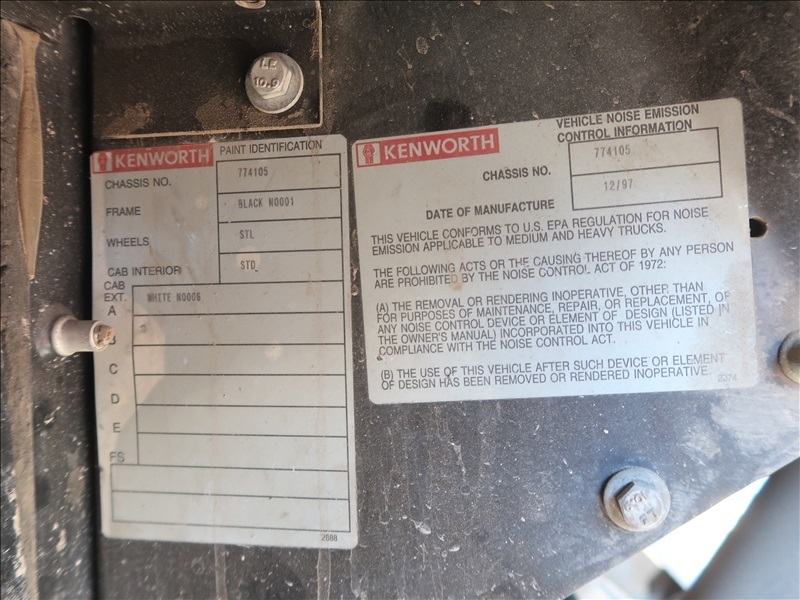 I.E
10.9
KENWORTH
PAINT IDENTIFICATION
CHASSIS NO. 774105
FRAME BLACK N0001
WHEELS STL
CAB INTERIOR STD
CAB
EXT.
A WHITE N0006
B
C
D
E
FS
2688
KENWORTH
VEHICLE NOISE EMISSION
CONTROL INFORMATION
CHASSIS NO. 774105
DATE OF MANUFACTURE 12/97
THIS VEHICLE CONFORMS TO U.S. EPA REGULATION FOR NOISE
EMISSION APPLICABLE TO MEDIUM AND HEAVY TRUCKS.
THE FOLLOWING ACTS OR THE CAUSING THEREOF BY ANY PERSON
ARE PROHIBITED BY THE NOISE CONTROL ACT OF 1972:
(A) THE REMOVAL OR RENDERING INOPERATIVE, OTHER THAN
FOR PURPOSES OF MAINTENANCE, REPAIR, OR REPLACEMENT, OF
ANY NOISE CONTROL DEVICE OR ELEMENT OF DESIGN (LISTED IN
THE OWNER'S MANUAL) INCORPORATED INTO THIS VEHICLE IN
COMPLIANCE WITH THE NOISE CONTROL ACT.
(B) THE USE OF THIS VEHICLE AFTER SUCH DEVICE OR ELEMENT
OF DESIGN HAS BEEN REMOVED OR RENDERED INOPERATIVE.